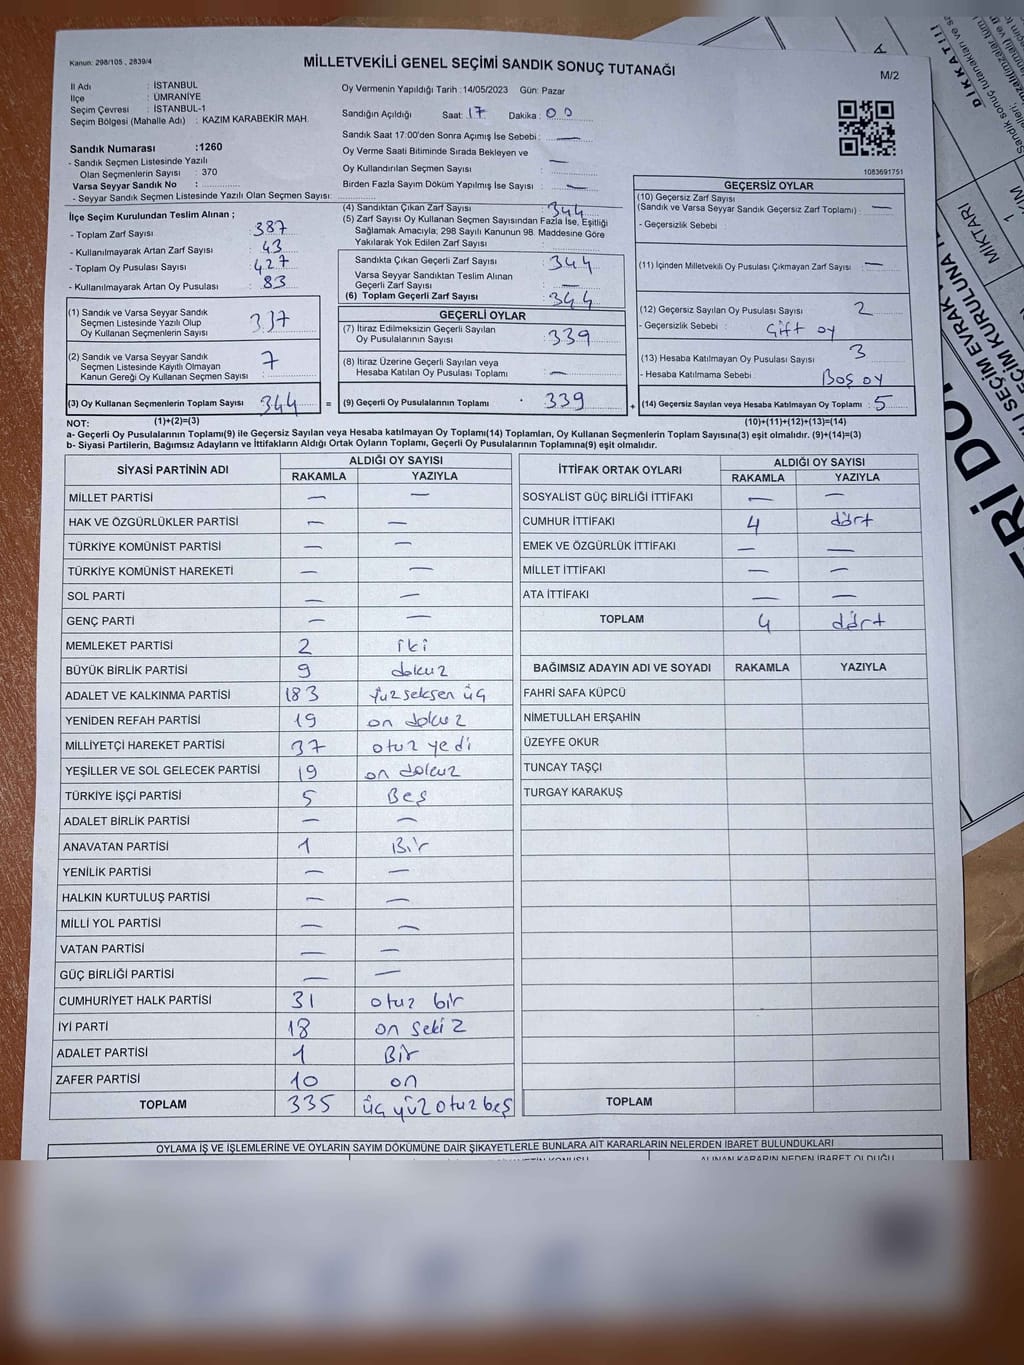 Kanun: 298/105 , 2839/4
MİLLETVEKİLİ GENEL SEÇİMİ SANDIK SONUÇ TUTANAĞI
M/2
İl Adı : İSTANBUL
İlçe : ÜMRANİYE
Seçim Çevresi : İSTANBUL-1
Seçim Bölgesi (Mahalle Adı) : KAZIM KARABEKİR MAH.
Sandık Numarası :1260
- Sandık Seçmen Listesinde Yazılı
Olan Seçmenlerin Sayısı : 370
Varsa Seyyar Sandık No :
- Seyyar Sandık Seçmen Listesinde Yazılı Olan Seçmen Sayısı:
İlçe Seçim Kurulundan Teslim Alınan ;
- Toplam Zarf Sayısı : 387
- Kullanılmayarak Artan Zarf Sayısı : 43
- Toplam Oy Pusulası Sayısı : 427
- Kullanılmayarak Artan Oy Pusulası : 83
(1) Sandık ve Varsa Seyyar Sandık
Seçmen Listesinde Yazılı Olup
Oy Kullanan Seçmenlerin Sayısı : 337
(2) Sandık ve Varsa Seyyar Sandık
Seçmen Listesinde Kayıtlı Olmayan
Kanun Gereği Oy Kullanan Seçmen Sayısı : 7
(3) Oy Kullanan Seçmenlerin Toplam Sayısı 344 =
Oy Vermenin Yapıldığı Tarih :14/05/2023 Gün: Pazar
Sandığın Açıldığı Saat: 17 Dakika: 00
Sandık Saat 17:00'den Sonra Açımış İse Sebebi : —
Oy Verme Saati Bitiminde Sırada Bekleyen ve
Oy Kullandırılan Seçmen Sayısı : —
Birden Fazla Sayım Döküm Yapılmış İse Sayısı : —
(4) Sandıktan Çıkan Zarf Sayısı : 344
(5) Zarf Sayısı Oy Kullanan Seçmen Sayısından Fazla İse, Eşitliği
Sağlamak Amacıyla; 298 Sayılı Kanunun 98. Maddesine Göre
Yakılarak Yok Edilen Zarf Sayısı :
Sandıkta Çıkan Geçerli Zarf Sayısı : 344
Varsa Seyyar Sandıktan Teslim Alınan
Geçerli Zarf Sayısı : —
(6) Toplam Geçerli Zarf Sayısı : 344
GEÇERLİ OYLAR
(7) İtiraz Edilmeksizin Geçerli Sayılan
Oy Pusulalarının Sayısı : 339
(8) İtiraz Üzerine Geçerli Sayılan veya
Hesaba Katılan Oy Pusulası Toplamı : —
(9) Geçerli Oy Pusulalarının Toplamı : 339 +
1083691751
GEÇERSİZ OYLAR
(10) Geçersiz Zarf Sayısı
(Sandık ve Varsa Seyyar Sandık Geçersiz Zarf Toplamı) : —
- Geçersizlik Sebebi :
(11) İçinden Milletvekili Oy Pusulası Çıkmayan Zarf Sayısı : —
(12) Geçersiz Sayılan Oy Pusulası Sayısı : 2
- Geçersizlik Sebebi : Çift oy
(13) Hesaba Katılmayan Oy Pusulası Sayısı : 3
- Hesaba Katılmama Sebebi : Boş oy
(14) Geçersiz Sayılan veya Hesaba Katılmayan Oy Toplamı : 5
NOT: (1)+(2)=(3) (10)+(11)+(12)+(13)=(14)
a- Geçerli Oy Pusulalarının Toplamı(9) ile Geçersiz Sayılan veya Hesaba katılmayan Oy Toplamı(14) Toplamları, Oy Kullanan Seçmenlerin Toplam Sayısına(3) eşit olmalıdır. (9)+(14)=(3)
b- Siyasi Partilerin, Bağımsız Adayların ve İttifakların Aldığı Ortak Oyların Toplamı, Geçerli Oy Pusulalarının Toplamına(9) eşit olmalıdır.
SİYASİ PARTİNİN ADI ALDIĞI OY SAYISI
RAKAMLA YAZIYLA
MİLLET PARTİSİ — —
HAK VE ÖZGÜRLÜKLER PARTİSİ — —
TÜRKİYE KOMÜNİST PARTİSİ — —
TÜRKİYE KOMÜNİST HAREKETİ — —
SOL PARTİ — —
GENÇ PARTİ — —
MEMLEKET PARTİSİ 2 iki
BÜYÜK BİRLİK PARTİSİ 9 dokuz
ADALET VE KALKINMA PARTİSİ 183 Yüzseksen üç
YENİDEN REFAH PARTİSİ 19 on dokuz
MİLLİYETÇİ HAREKET PARTİSİ 37 otuz yedi
YEŞİLLER VE SOL GELECEK PARTİSİ 19 on dokuz
TÜRKİYE İŞÇİ PARTİSİ 5 Beş
ADALET BİRLİK PARTİSİ — —
ANAVATAN PARTİSİ 1 Bir
YENİLİK PARTİSİ — —
HALKIN KURTULUŞ PARTİSİ — —
MİLLİ YOL PARTİSİ — —
VATAN PARTİSİ — —
GÜÇ BİRLİĞİ PARTİSİ — —
CUMHURİYET HALK PARTİSİ 31 otuz bir
İYİ PARTİ 18 on sekiz
ADALET PARTİSİ 1 Bir
ZAFER PARTİSİ 10 on
TOPLAM 335 üç yüz otuz beş
İTTİFAK ORTAK OYLARI ALDIĞI OY SAYISI
RAKAMLA YAZIYLA
SOSYALİST GÜÇ BİRLİĞİ İTTİFAKI — —
CUMHUR İTTİFAKI 4 dört
EMEK VE ÖZGÜRLÜK İTTİFAKI — —
MİLLET İTTİFAKI — —
ATA İTTİFAKI — —
TOPLAM 4 dört
BAĞIMSIZ ADAYIN ADI VE SOYADI RAKAMLA YAZIYLA
FAHRİ SAFA KÜPCÜ
NİMETULLAH ERŞAHİN
ÜZEYFE OKUR
TUNCAY TAŞÇI
TURGAY KARAKUŞ
TOPLAM
OYLAMA İŞ VE İŞLEMLERİNE VE OYLARIN SAYIM DÖKÜMÜNE DAİR ŞİKAYETLERLE BUNLARA AİT KARARLARIN NELERDEN İBARET BULUNDUKLARI
ALINAN KARARIN NEDEN İBARET OLDUĞU
DİKKAT!!!
MİKTARI
1